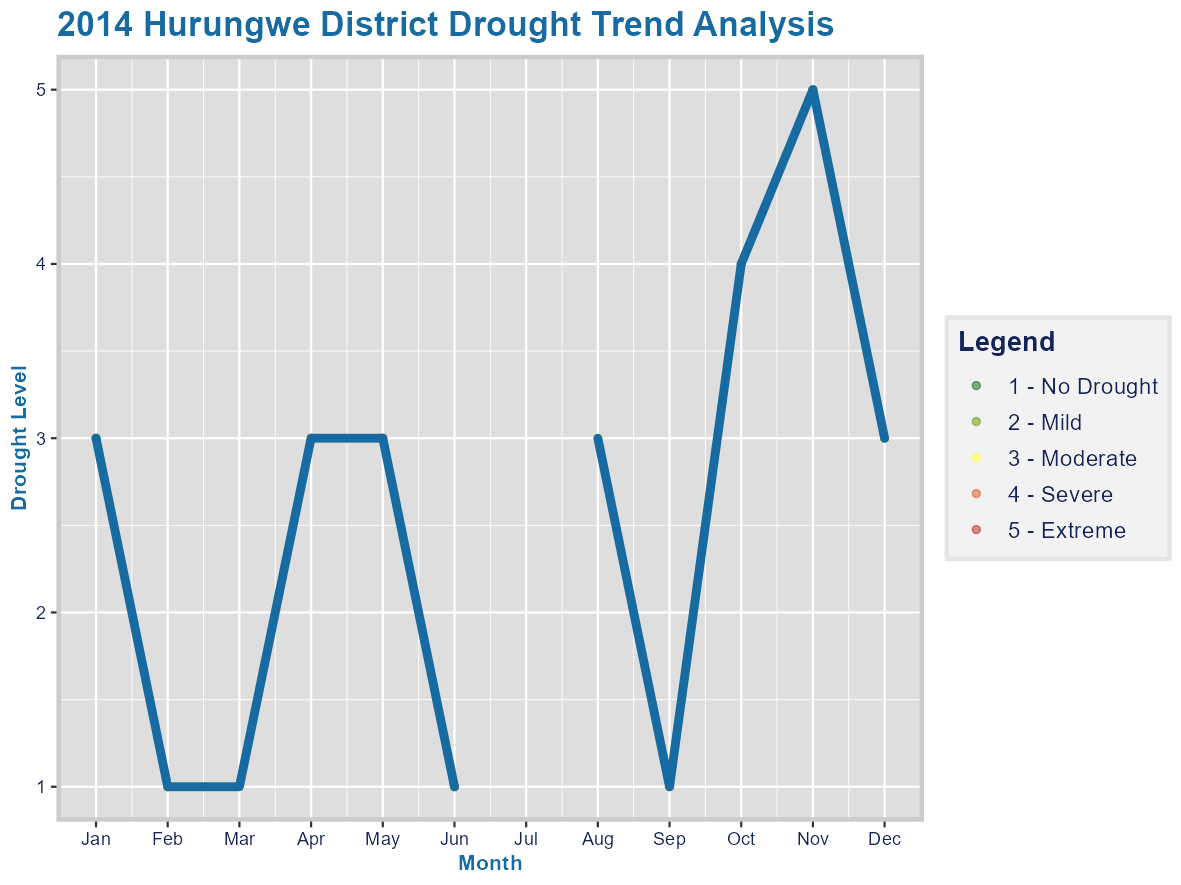 2014 Hurungwe District Drought Trend Analysis
Drought Level
5
4
3
2
1
Jan Feb Mar Apr May Jun Jul Aug Sep Oct Nov Dec
Month
Legend
1 - No Drought
2 - Mild
3 - Moderate
4 - Severe
5 - Extreme